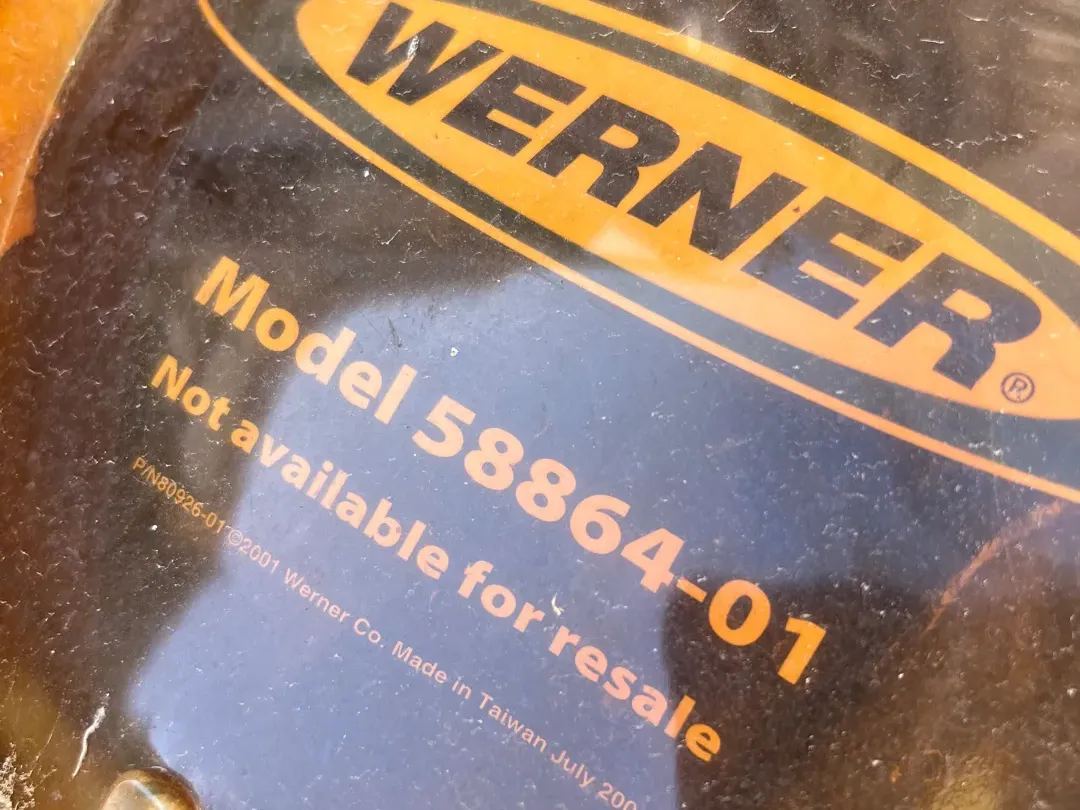 WERNER®
Model 58864-01
Not available for resale
P/N80926-01 ©2001 Werner Co. Made in Taiwan July